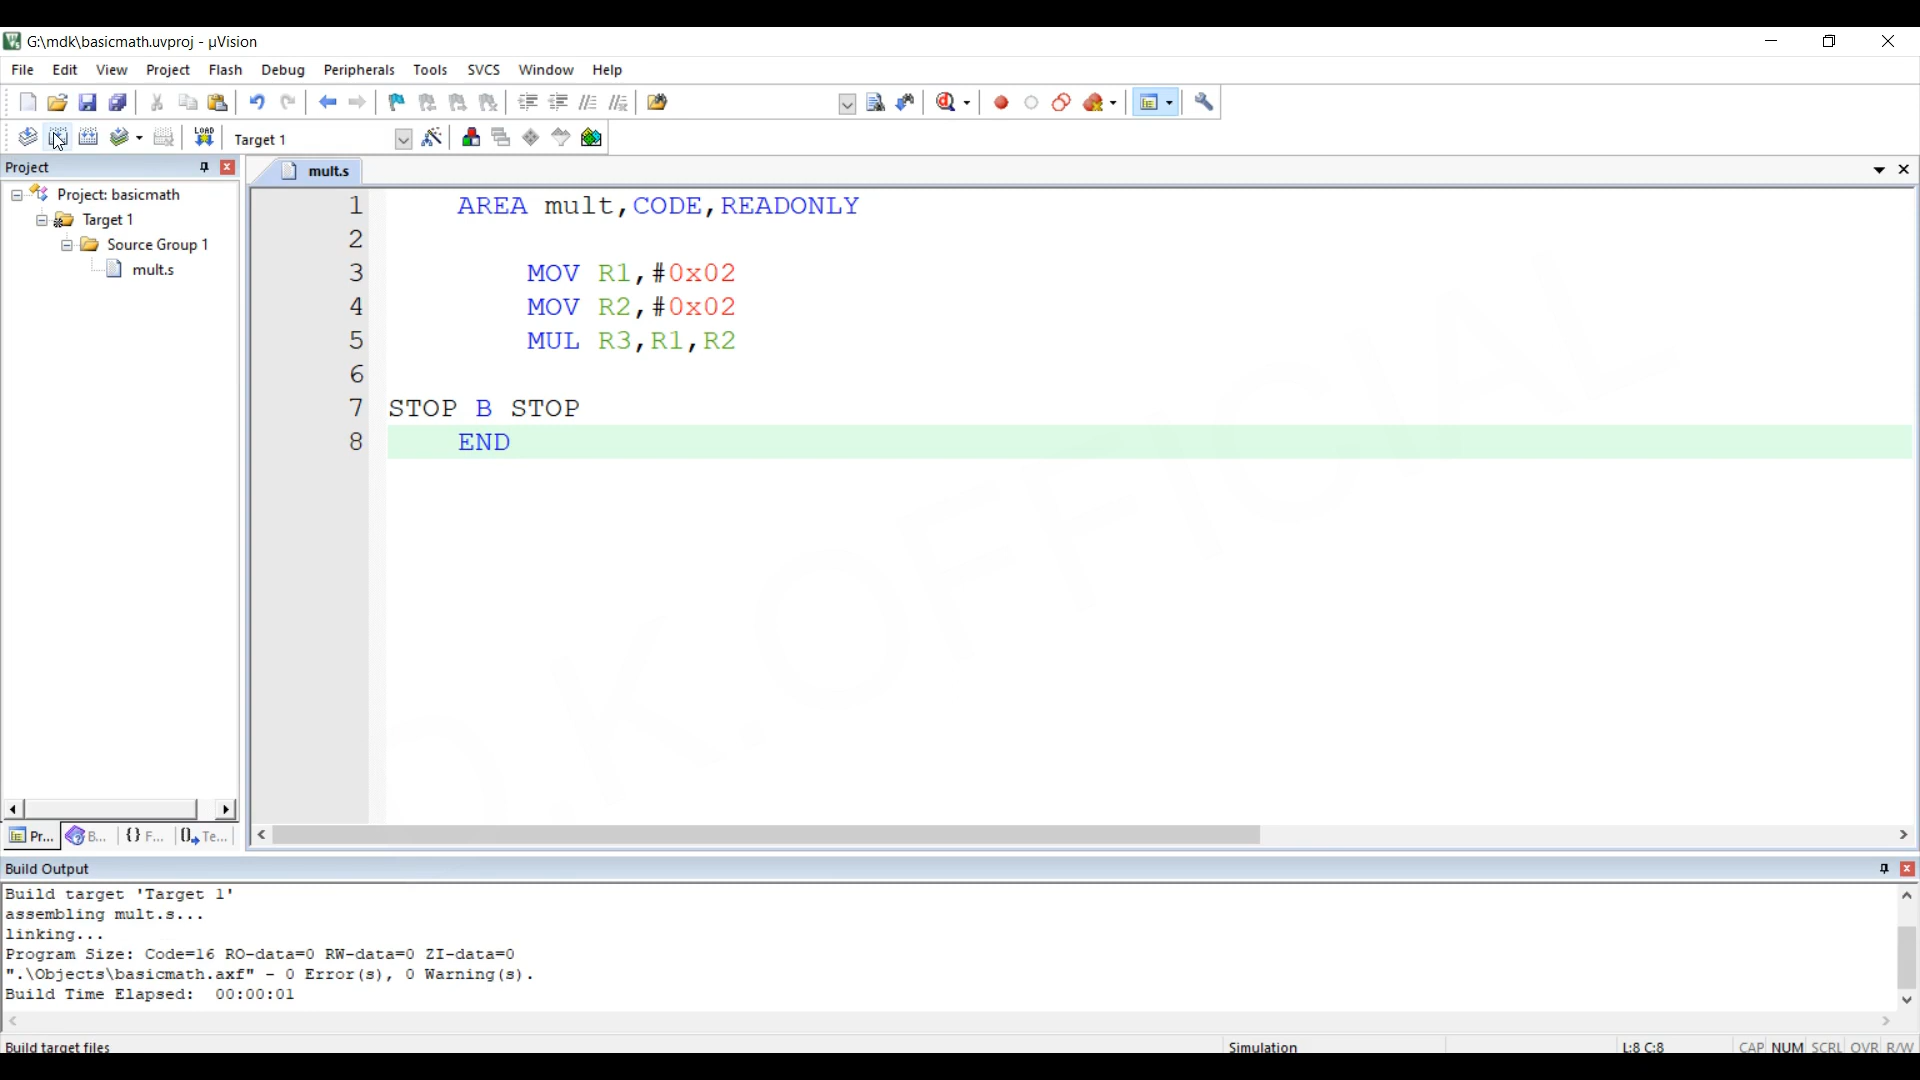 G:\mdk\basicmath.uvproj - µVision
File Edit View Project Flash Debug Peripherals Tools SVCS Window Help
LOAD Target 1
Project
mult.s
Project: basicmath
Target 1
Source Group 1
mult.s
1 AREA mult,CODE,READONLY
2
3 MOV R1,#0x02
4 MOV R2,#0x02
5 MUL R3,R1,R2
6
7 STOP B STOP
8 END
D.K.OFFICIAL
Pr... B... {} F... Te...
Build Output
Build target 'Target 1'
assembling mult.s...
linking...
Program Size: Code=16 RO-data=0 RW-data=0 ZI-data=0
".\Objects\basicmath.axf" - 0 Error(s), 0 Warning(s).
Build Time Elapsed: 00:00:01
Build target files Simulation L:8 C:8 CAP NUM SCRL OVR R/W